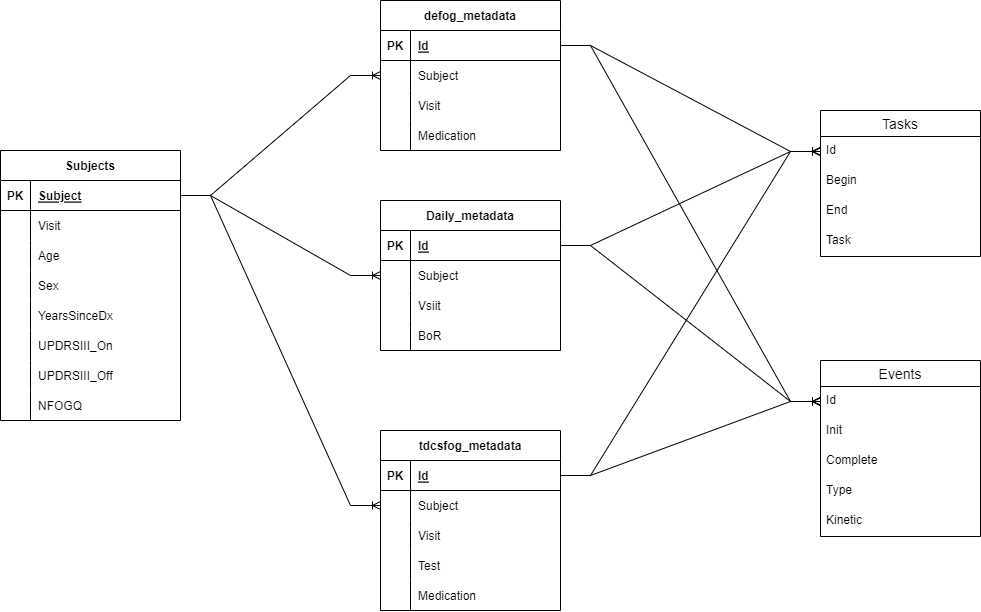 Subjects
PK Subject
Visit
Age
Sex
YearsSinceDx
UPDRSIII_On
UPDRSIII_Off
NFOGQ
defog_metadata
PK Id
Subject
Visit
Medication
Daily_metadata
PK Id
Subject
Vsiit
BoR
tdcsfog_metadata
PK Id
Subject
Visit
Test
Medication
Tasks
Id
Begin
End
Task
Events
Id
Init
Complete
Type
Kinetic